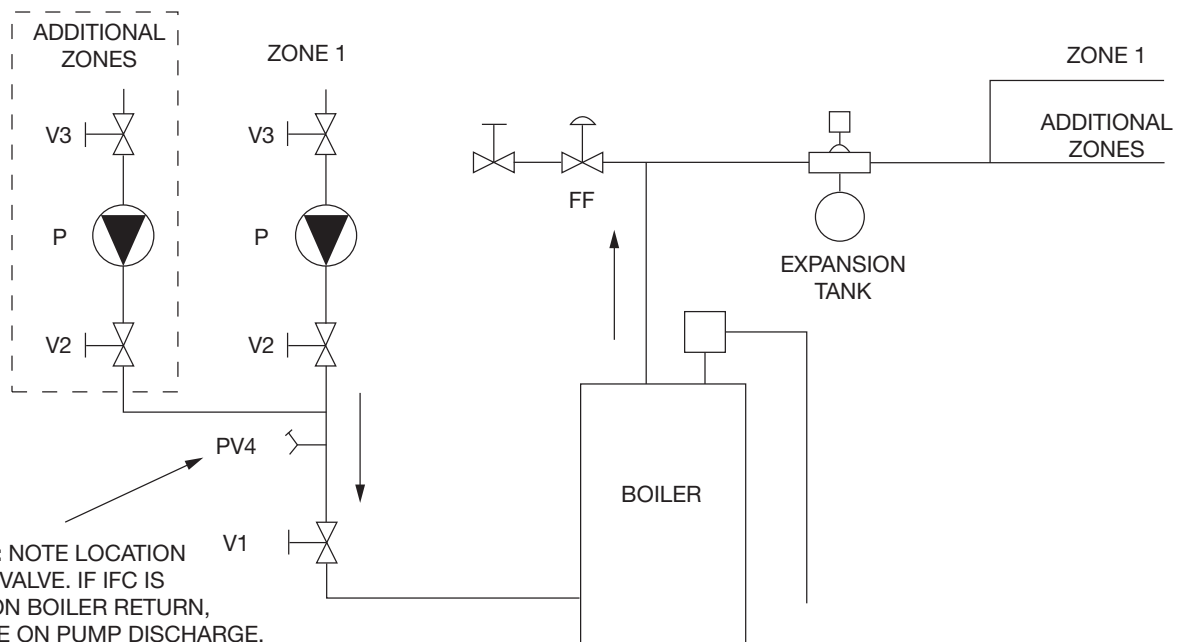 ADDITIONAL
ZONES
ZONE 1
ZONE 1
ADDITIONAL
ZONES
V3
V3
FF
P
P
EXPANSION
TANK
V2
V2
PV4
BOILER
V1
: NOTE LOCATION
VALVE. IF IFC IS
ON BOILER RETURN,
E ON PUMP DISCHARGE.